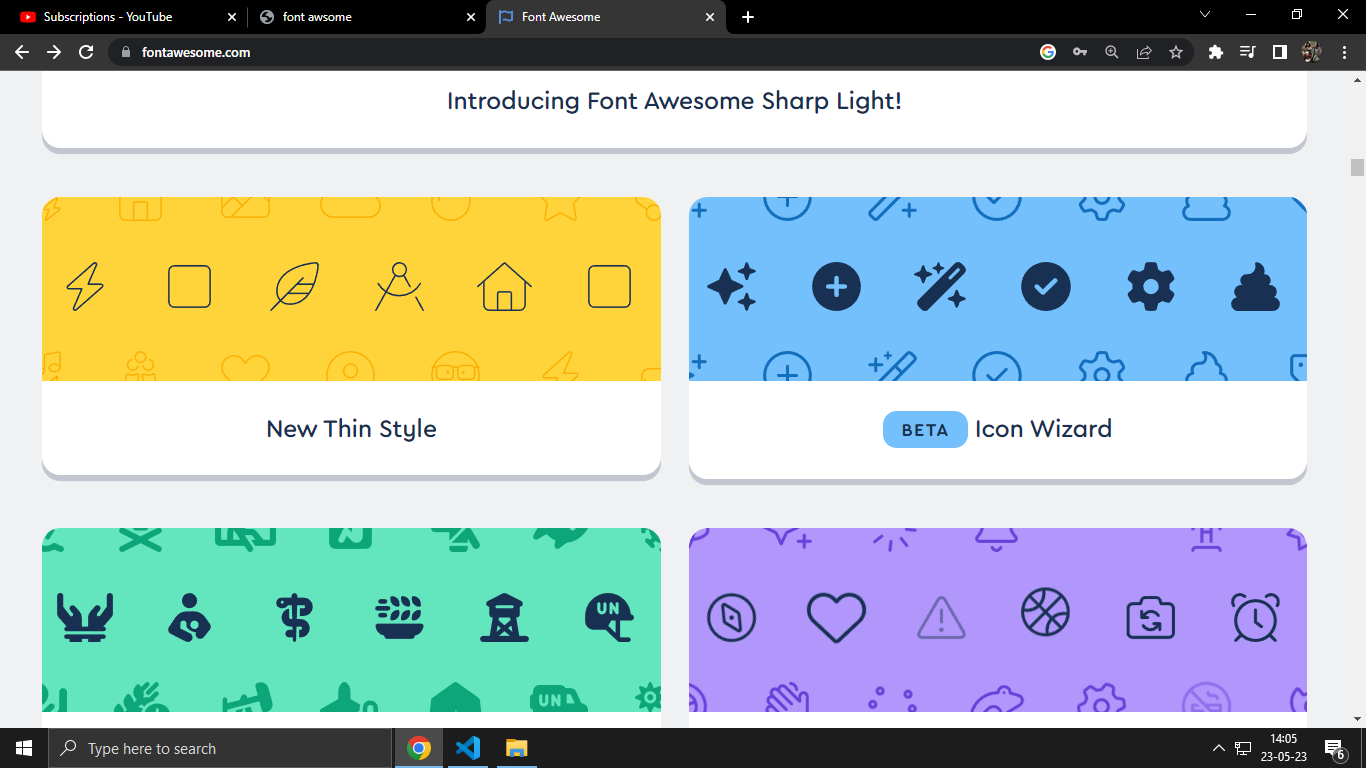 Subscriptions - YouTube
font awsome
Font Awesome
fontawesome.com
Introducing Font Awesome Sharp Light!
New Thin Style
BETA Icon Wizard
UN
H
UN
Type here to search
14:05
23-05-23
6